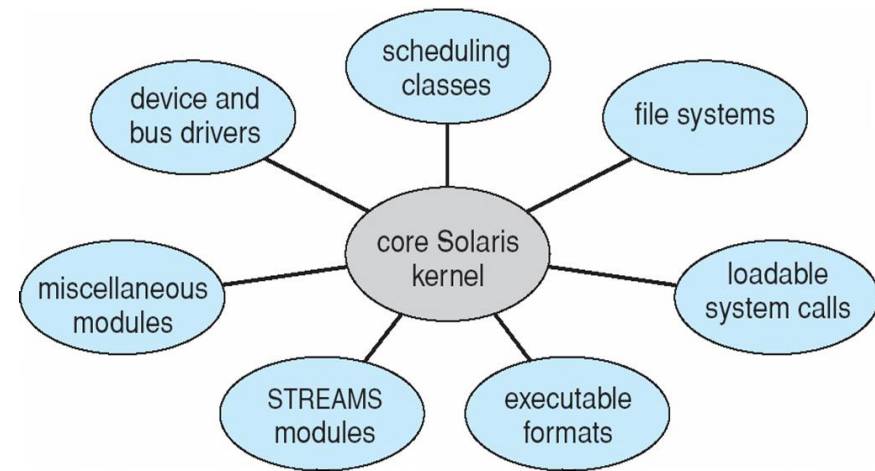 scheduling
classes
device and
bus drivers
file systems
core Solaris
kernel
miscellaneous
modules
loadable
system calls
STREAMS
modules
executable
formats